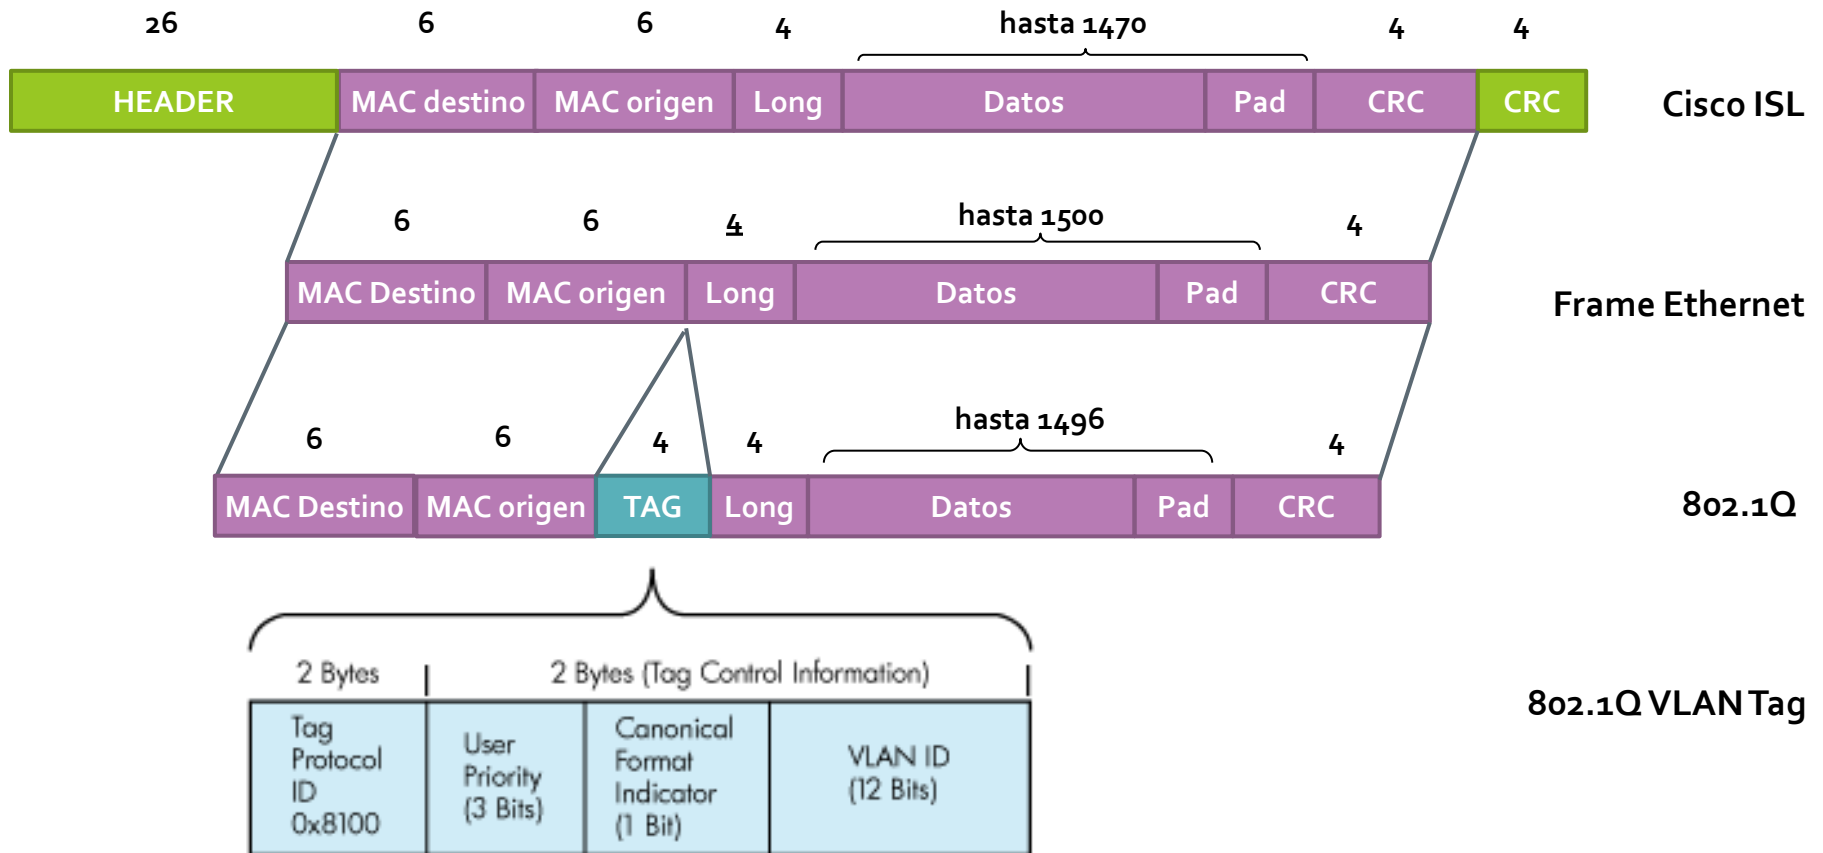 26 6 6 4 hasta 1470 4 4
HEADER MAC destino MAC origen Long Datos Pad CRC CRC Cisco ISL
6 6 4 hasta 1500 4
MAC Destino MAC origen Long Datos Pad CRC Frame Ethernet
6 6 4 4 hasta 1496 4
MAC Destino MAC origen TAG Long Datos Pad CRC 802.1Q
2 Bytes 2 Bytes (Tag Control Information)
802.1Q VLAN Tag
Tag
Protocol
ID
0x8100
User
Priority
(3 Bits)
Canonical
Format
Indicator
(1 Bit)
VLAN ID
(12 Bits)